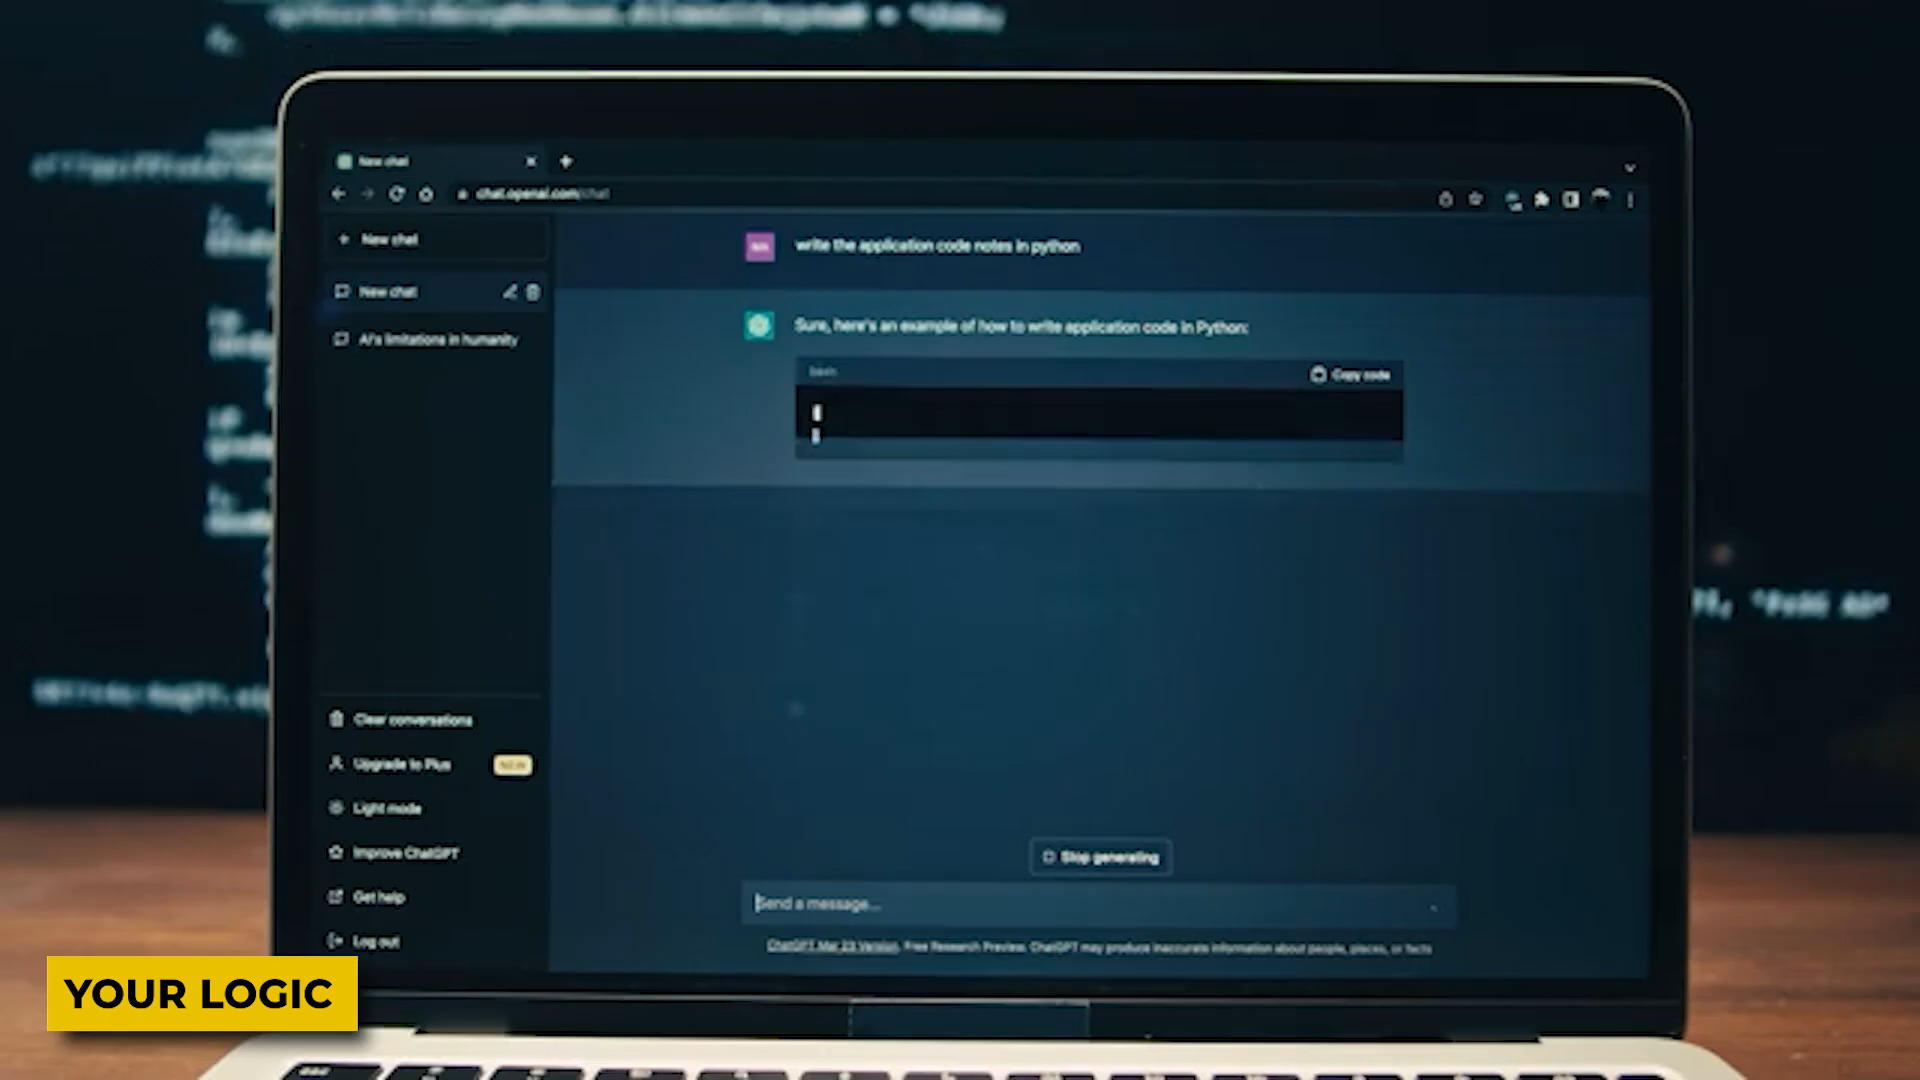 New chat
chat.openai.com/chat
New chat
New chat
AI's limitations in humanity
write the application code notes in python
Sure, here's an example of how to write application code in Python:
Copy code
Clear conversations
Upgrade to Plus NEW
Light mode
Improve ChatGPT
Get help
Log out
Stop generating
Send a message...
ChatGPT Mar 23 Version. Free Research Preview. ChatGPT may produce inaccurate information about people, places, or facts
YOUR LOGIC